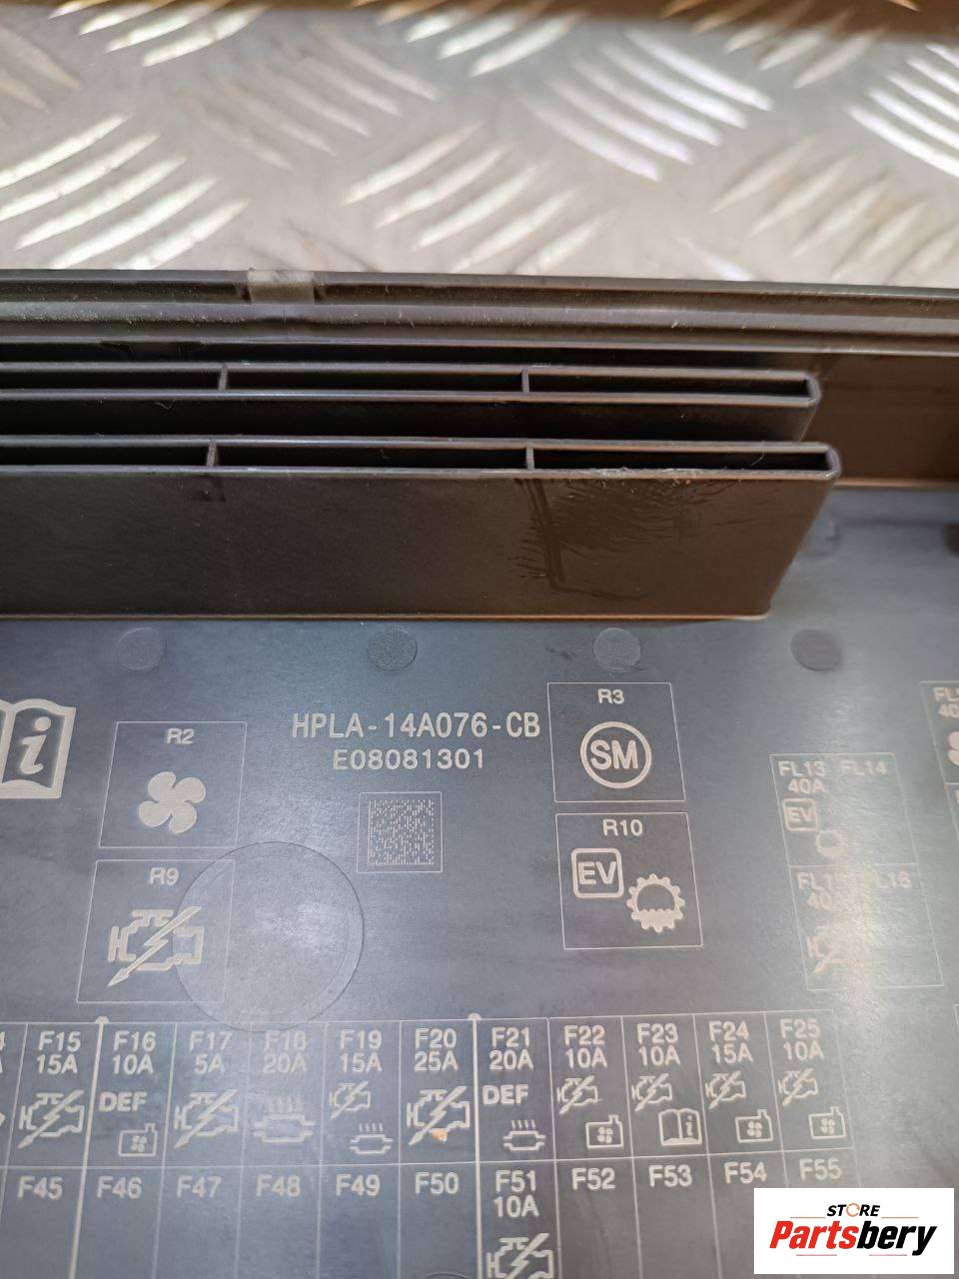 R3
HPLA-14A076-CB
E08081301
SM
R2
FL13 FL14
40A
EV
R10
EV
R9
F15
15A
F16
10A
DEF
F17
5A
F18
20A
F19
15A
F20
25A
F21
20A
DEF
F22
10A
F23
10A
F24
15A
F25
10A
F45
F46
F47
F48
F49
F50
F51
10A
F52
F53
F54
F55
STORE
Partsbery